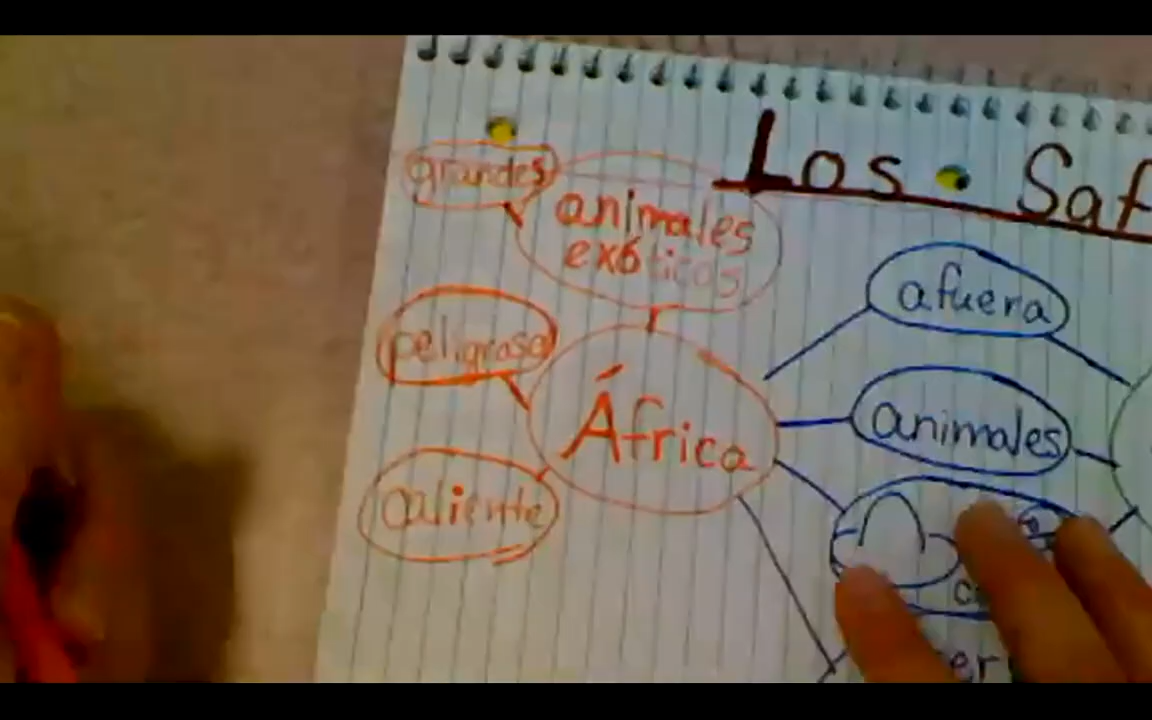 Los Saf
grandes
animales
exóticos
peligroso
África
caliente
afuera
animales